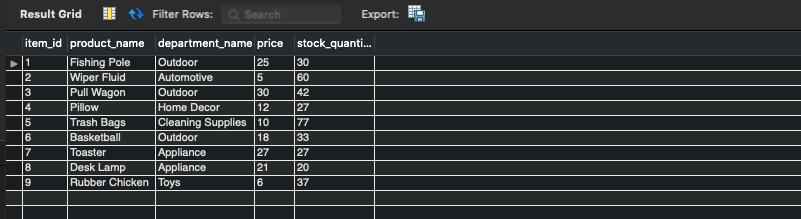 Result Grid Filter Rows: Search Export:
item_id product_name department_name price stock_quanti...
1 Fishing Pole Outdoor 25 30
2 Wiper Fluid Automotive 5 60
3 Pull Wagon Outdoor 30 42
4 Pillow Home Decor 12 27
5 Trash Bags Cleaning Supplies 10 77
6 Basketball Outdoor 18 33
7 Toaster Appliance 27 27
8 Desk Lamp Appliance 21 20
9 Rubber Chicken Toys 6 37